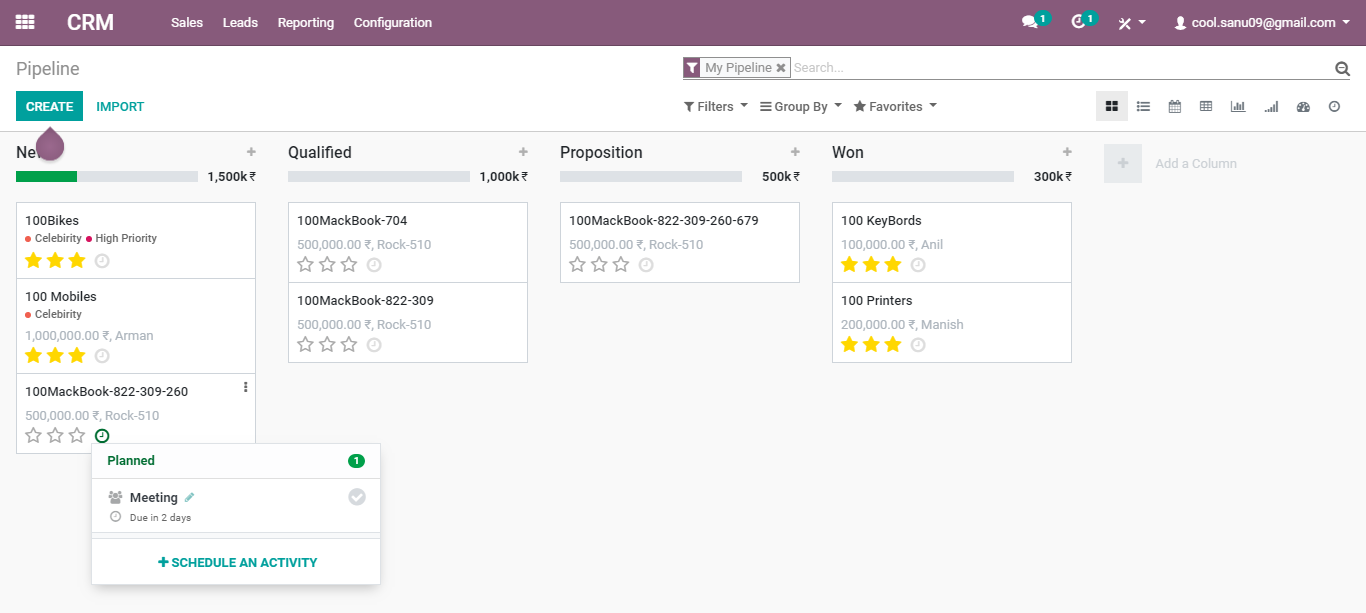 CRM Sales Leads Reporting Configuration 1 1 cool.sanu09@gmail.com
Pipeline My Pipeline Search...
CREATE IMPORT Filters Group By Favorites
New Qualified Proposition Won Add a Column
1,500k ₹ 1,000k ₹ 500k ₹ 300k ₹
100Bikes
Celebirity High Priority
100 Mobiles
Celebirity
1,000,000.00 ₹, Arman
100MackBook-822-309-260
500,000.00 ₹, Rock-510
Planned 1
Meeting
Due in 2 days
SCHEDULE AN ACTIVITY
100MackBook-704
500,000.00 ₹, Rock-510
100MackBook-822-309
500,000.00 ₹, Rock-510
100MackBook-822-309-260-679
500,000.00 ₹, Rock-510
100 KeyBords
100,000.00 ₹, Anil
100 Printers
200,000.00 ₹, Manish